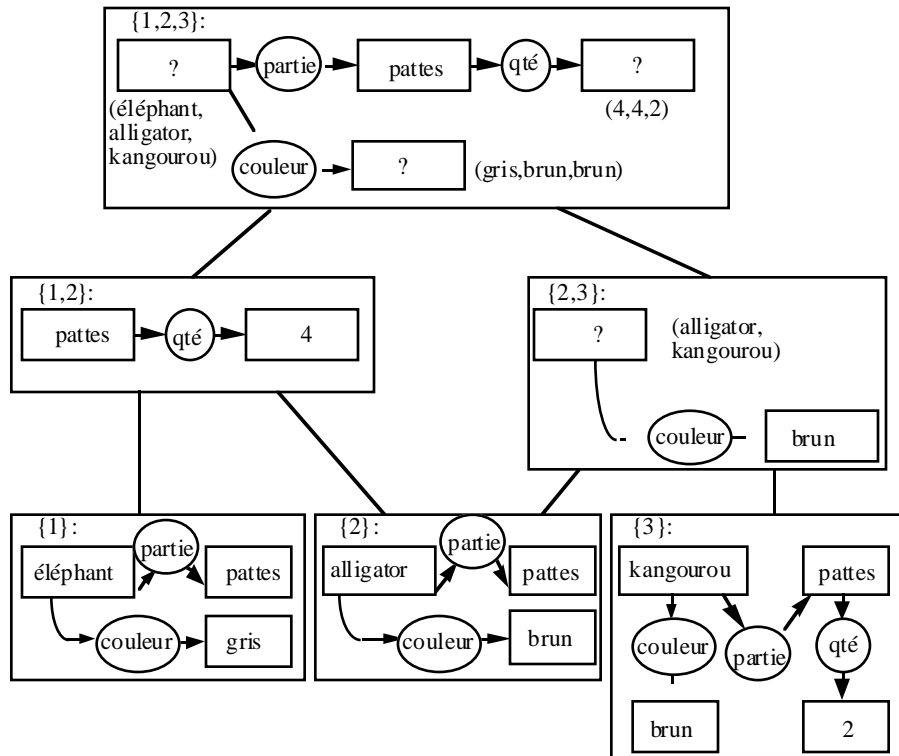 {1,2,3}:
? partie pattes qté ?
(éléphant,
alligator,
kangourou)
(4,4,2)
couleur ? (gris,brun,brun)
{1,2}:
pattes qté 4
{2,3}:
? (alligator,
kangourou)
couleur brun
{1}:
éléphant partie pattes
couleur gris
{2}:
alligator partie pattes
couleur brun
{3}:
kangourou pattes
couleur partie qté
brun 2